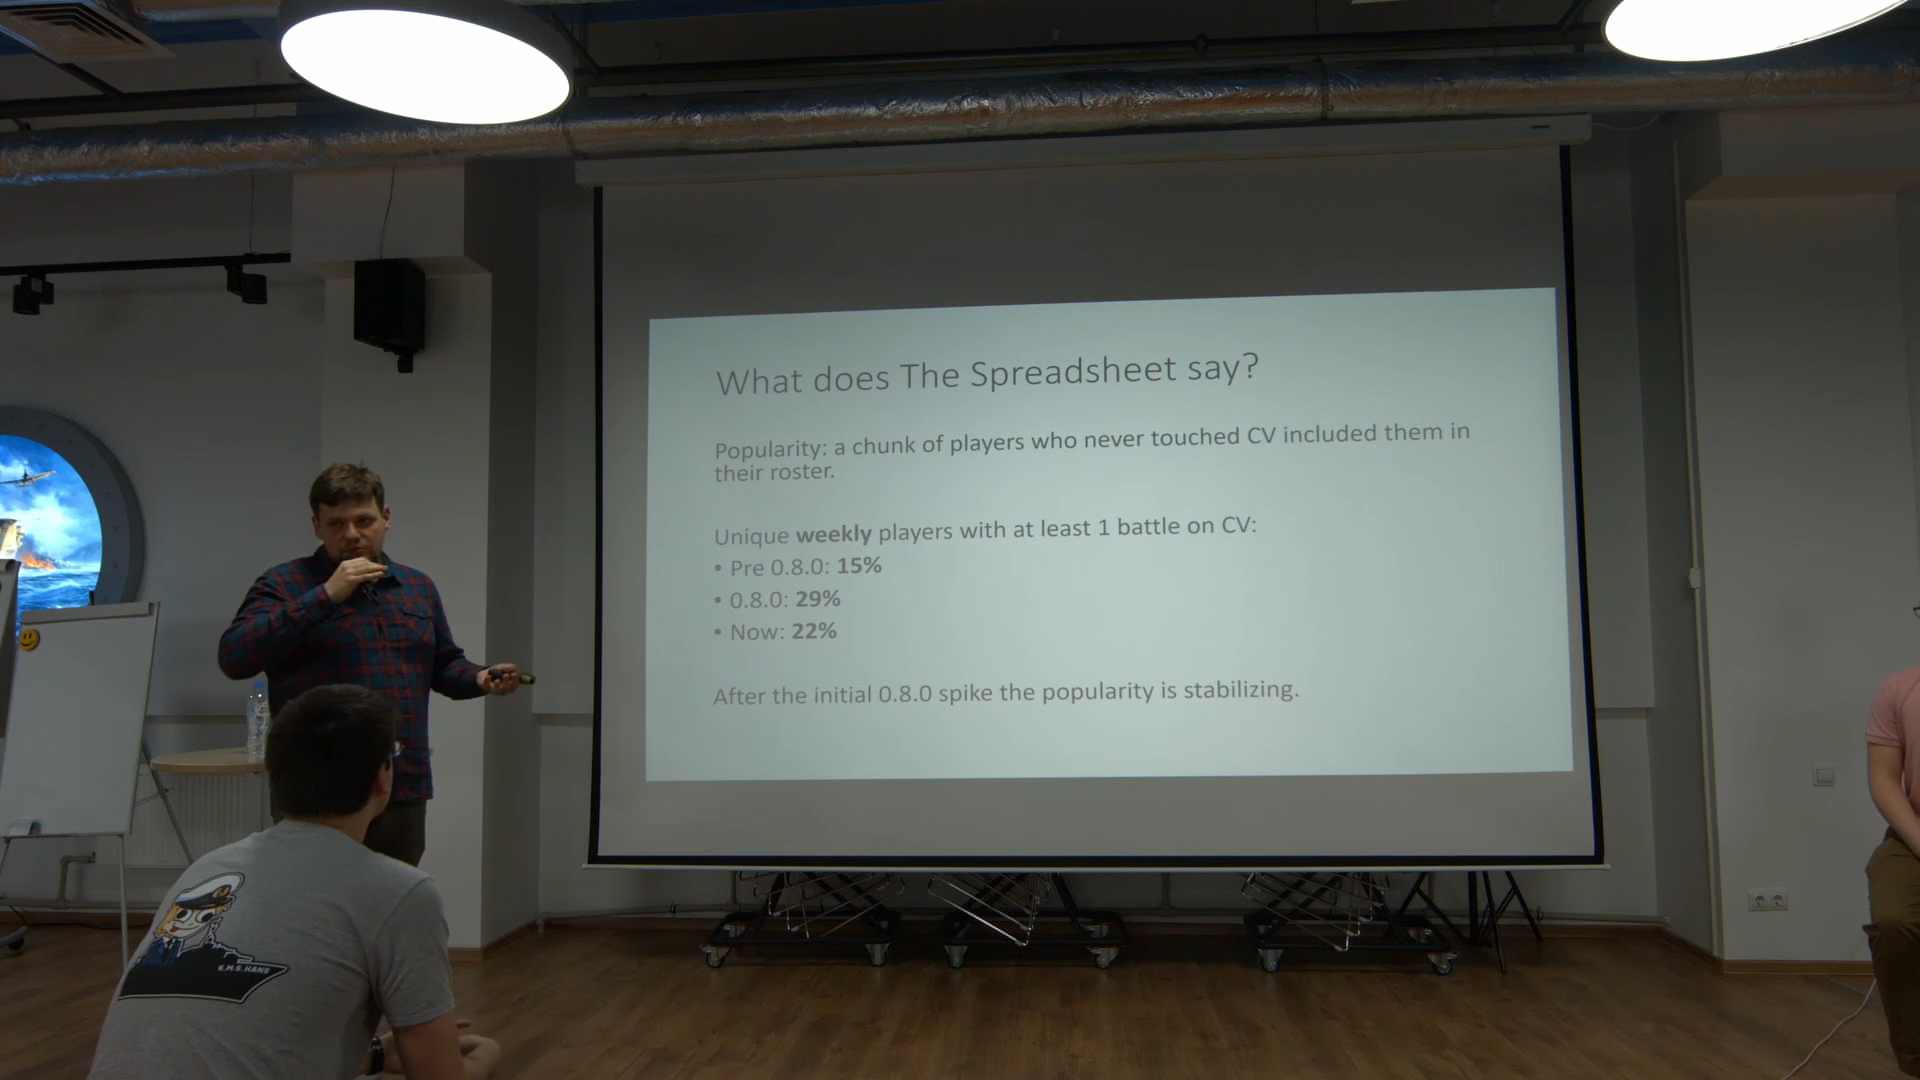 What does The Spreadsheet say?
Popularity: a chunk of players who never touched CV included them in
their roster.
Unique weekly players with at least 1 battle on CV:
• Pre 0.8.0: 15%
• 0.8.0: 29%
• Now: 22%
After the initial 0.8.0 spike the popularity is stabilizing.
K.M.S. HANS